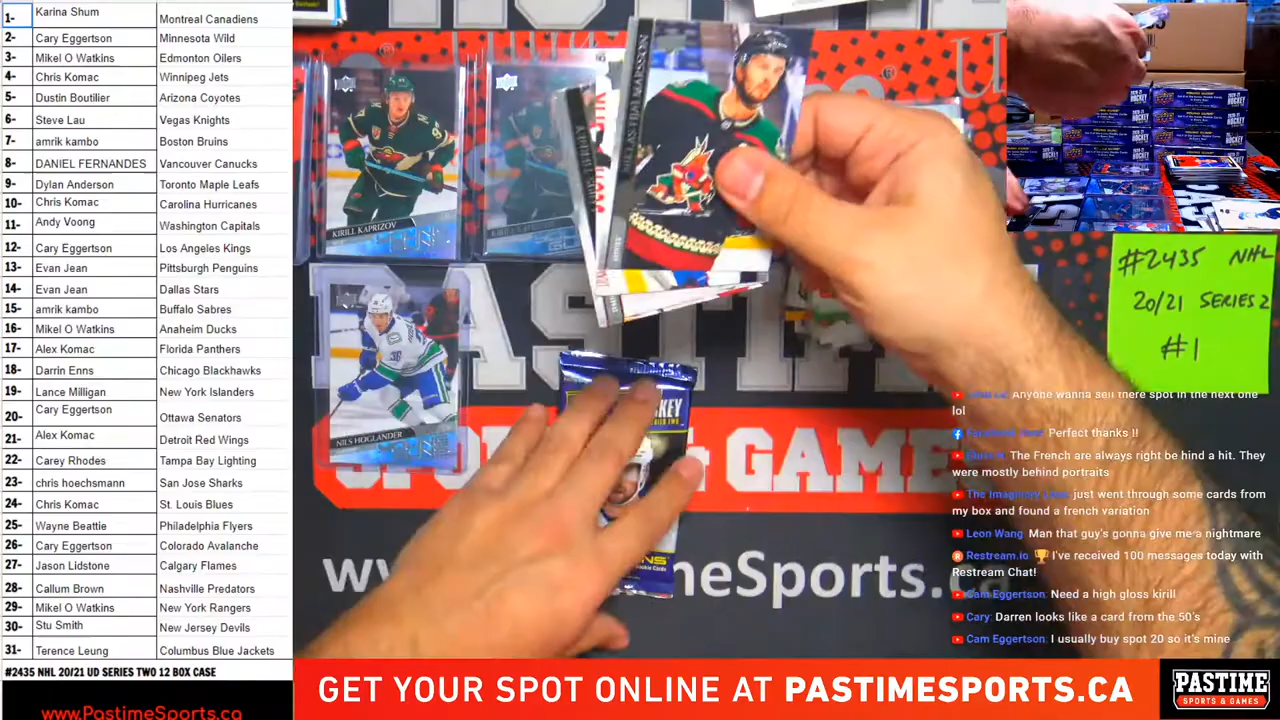 1- Karina Shum Montreal Canadiens
2- Cary Eggertson Minnesota Wild
3- Mikel O Watkins Edmonton Oilers
4- Chris Komac Winnipeg Jets
5- Dustin Boutilier Arizona Coyotes
6- Steve Lau Vegas Knights
7- amrik kambo Boston Bruins
8- DANIEL FERNANDES Vancouver Canucks
9- Dylan Anderson Toronto Maple Leafs
10- Chris Komac Carolina Hurricanes
11- Andy Voong Washington Capitals
12- Cary Eggertson Los Angeles Kings
13- Evan Jean Pittsburgh Penguins
14- Evan Jean Dallas Stars
15- amrik kambo Buffalo Sabres
16- Mikel O Watkins Anaheim Ducks
17- Alex Komac Florida Panthers
18- Darrin Enns Chicago Blackhawks
19- Lance Milligan New York Islanders
20- Cary Eggertson Ottawa Senators
21- Alex Komac Detroit Red Wings
22- Carey Rhodes Tampa Bay Lighting
23- chris hoechsmann San Jose Sharks
24- Chris Komac St. Louis Blues
25- Wayne Beattie Philadelphia Flyers
26- Cary Eggertson Colorado Avalanche
27- Jason Lidstone Calgary Flames
28- Callum Brown Nashville Predators
29- Mikel O Watkins New York Rangers
30- Stu Smith New Jersey Devils
31- Terence Leung Columbus Blue Jackets
#2435 NHL 20/21 UD SERIES TWO 12 BOX CASE
www.PastimeSports.ca
KIRILL KAPRIZOV
NILS HOGLANDER
GAME
www
meSports.ca
#2435 NHL
20/21 SERIES 2
#1
Anyone wanna sell there spot in the next one
lol
Perfect thanks !!
The French are always right be hind a hit. They
were mostly behind portraits
just went through some cards from
my box and found a french variation
Leon Wang: Man that guy's gonna give me a nightmare
Restream.io 🏆 I've received 100 messages today with
Restream Chat!
Cam Eggertson: Need a high gloss kirill
Cary: Darren looks like a card from the 50's
Cam Eggertson: I usually buy spot 20 so it's mine
GET YOUR SPOT ONLINE AT PASTIMESPORTS.CA
PASTIME
SPORTS & GAMES